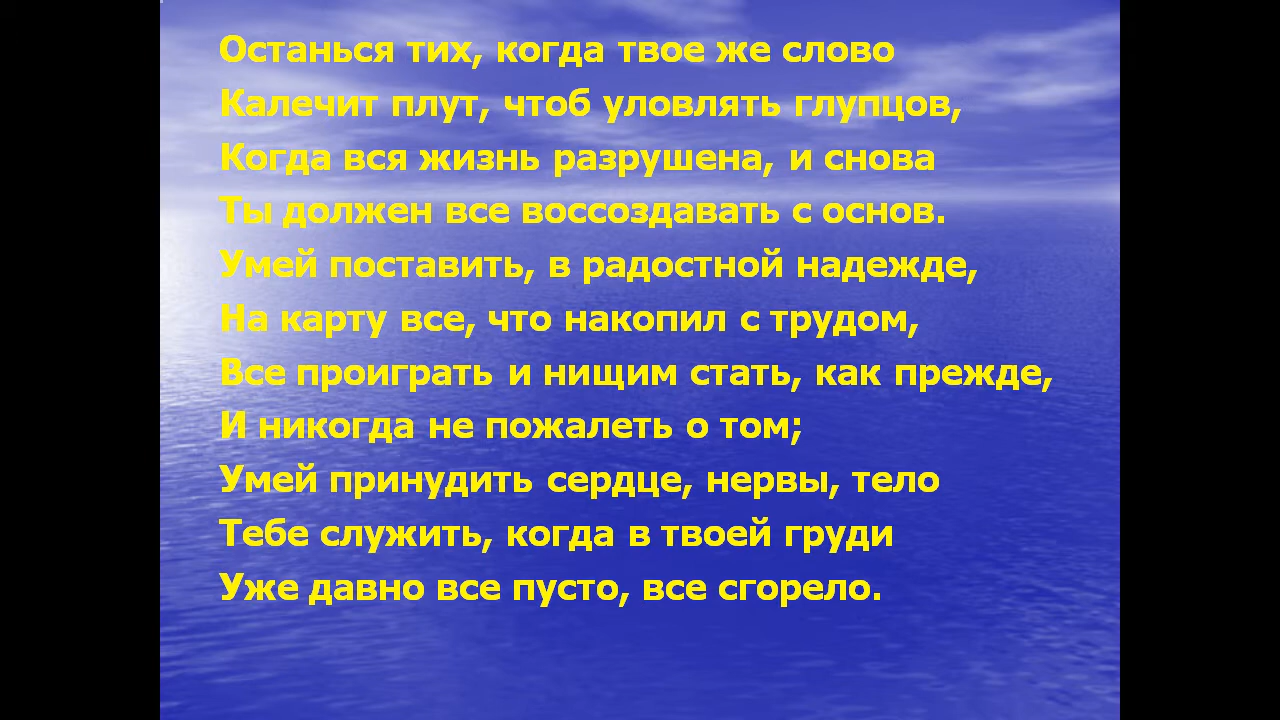 Останься тих, когда твое же слово
Калечит плут, чтоб уловлять глупцов,
Когда вся жизнь разрушена, и снова
Ты должен все воссоздавать с основ.
Умей поставить, в радостной надежде,
На карту все, что накопил с трудом,
Все проиграть и нищим стать, как прежде,
И никогда не пожалеть о том;
Умей принудить сердце, нервы, тело
Тебе служить, когда в твоей груди
Уже давно все пусто, все сгорело.